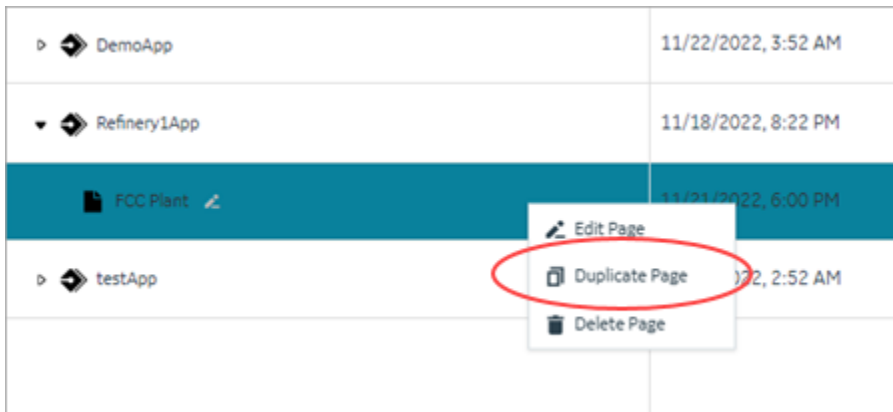 DemoApp 11/22/2022, 3:52 AM
Refinery1App 11/18/2022, 8:22 PM
FCC Plant 11/21/2022, 6:00 PM
Edit Page
testApp 022, 2:52 AM
Duplicate Page
Delete Page